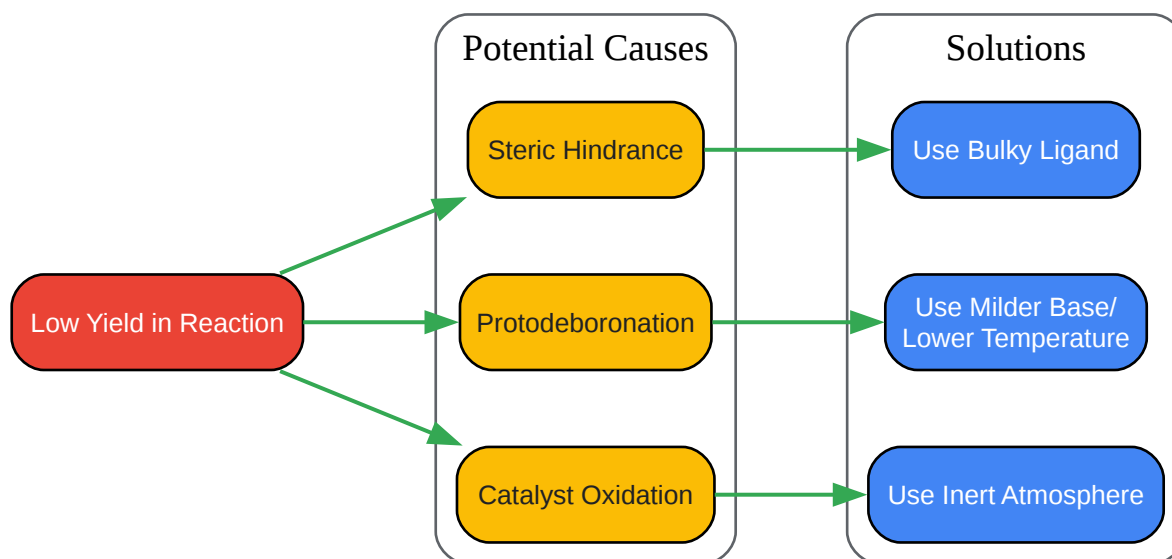 Potential Causes
Solutions
Steric Hindrance
Use Bulky Ligand
Low Yield in Reaction
Protodeboronation
Use Milder Base/
Lower Temperature
Catalyst Oxidation
Use Inert Atmosphere